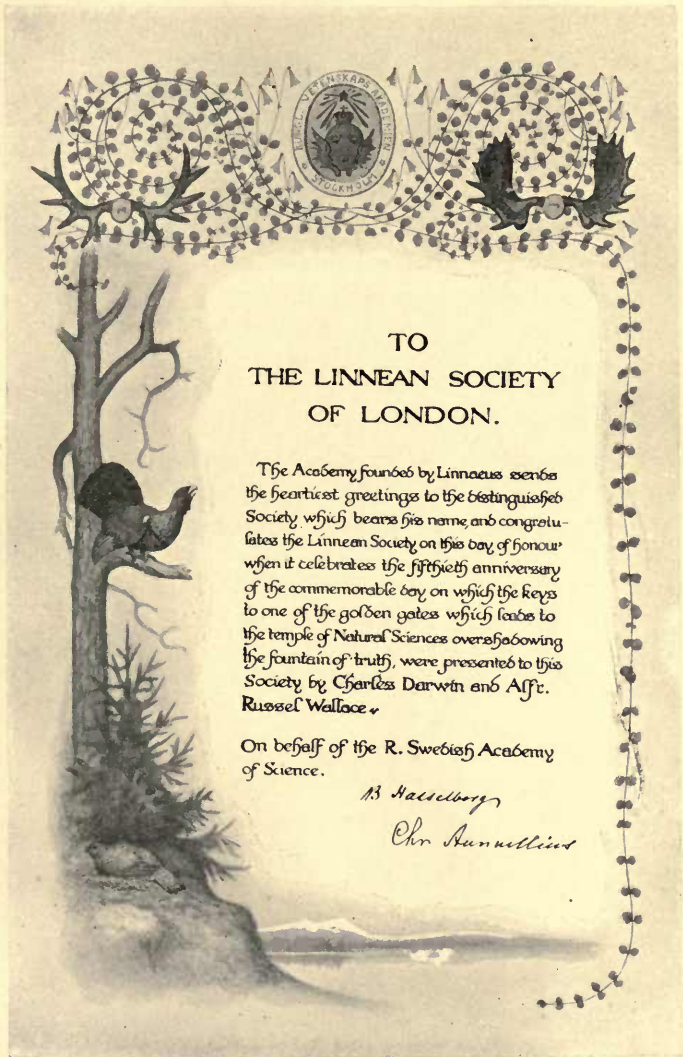 KUNGL. VETENSKAPS AKADEMIEN
STOCKHOLM
TO
THE LINNEAN SOCIETY
OF LONDON.
The Academy founded by Linnaeus sends
the heartiest greetings to the distinguished
Society which bears his name, and congratu-
lates the Linnean Society on this day of honour
when it celebrates the fifthieth anniversary
of the commemorable day on which the keys
to one of the golden gates which leads to
the temple of Natural Sciences overshadowing
the fountain of truth, were presented to this
Society by Charles Darwin and Alfr.
Russel Wallace
On behalf of the R. Swedish Academy
of Science.
B Hasselberg
Chr Aurivillius